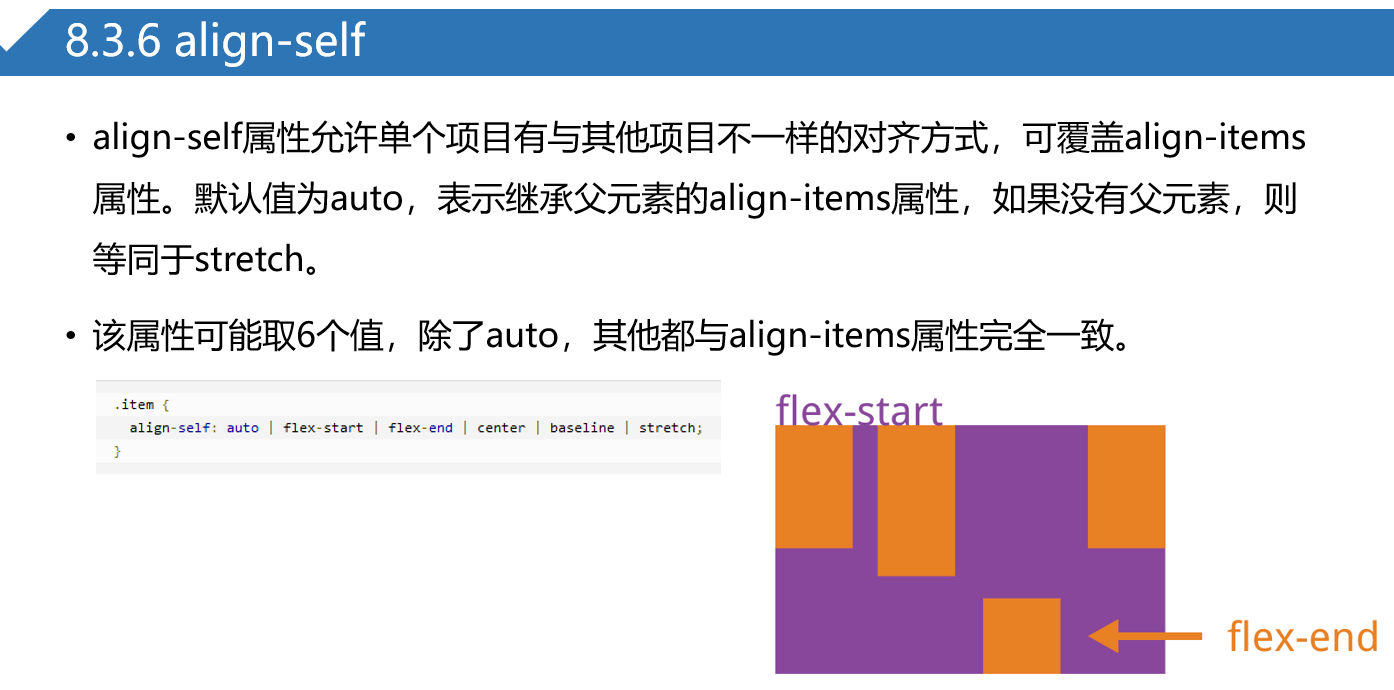 8.3.6 align-self
• align-self属性允许单个项目有与其他项目不一样的对齐方式，可覆盖align-items
属性。默认值为auto，表示继承父元素的align-items属性，如果没有父元素，则
等同于stretch。
• 该属性可能取6个值，除了auto，其他都与align-items属性完全一致。
.item {
  align-self: auto | flex-start | flex-end | center | baseline | stretch;
}
flex-start
flex-end